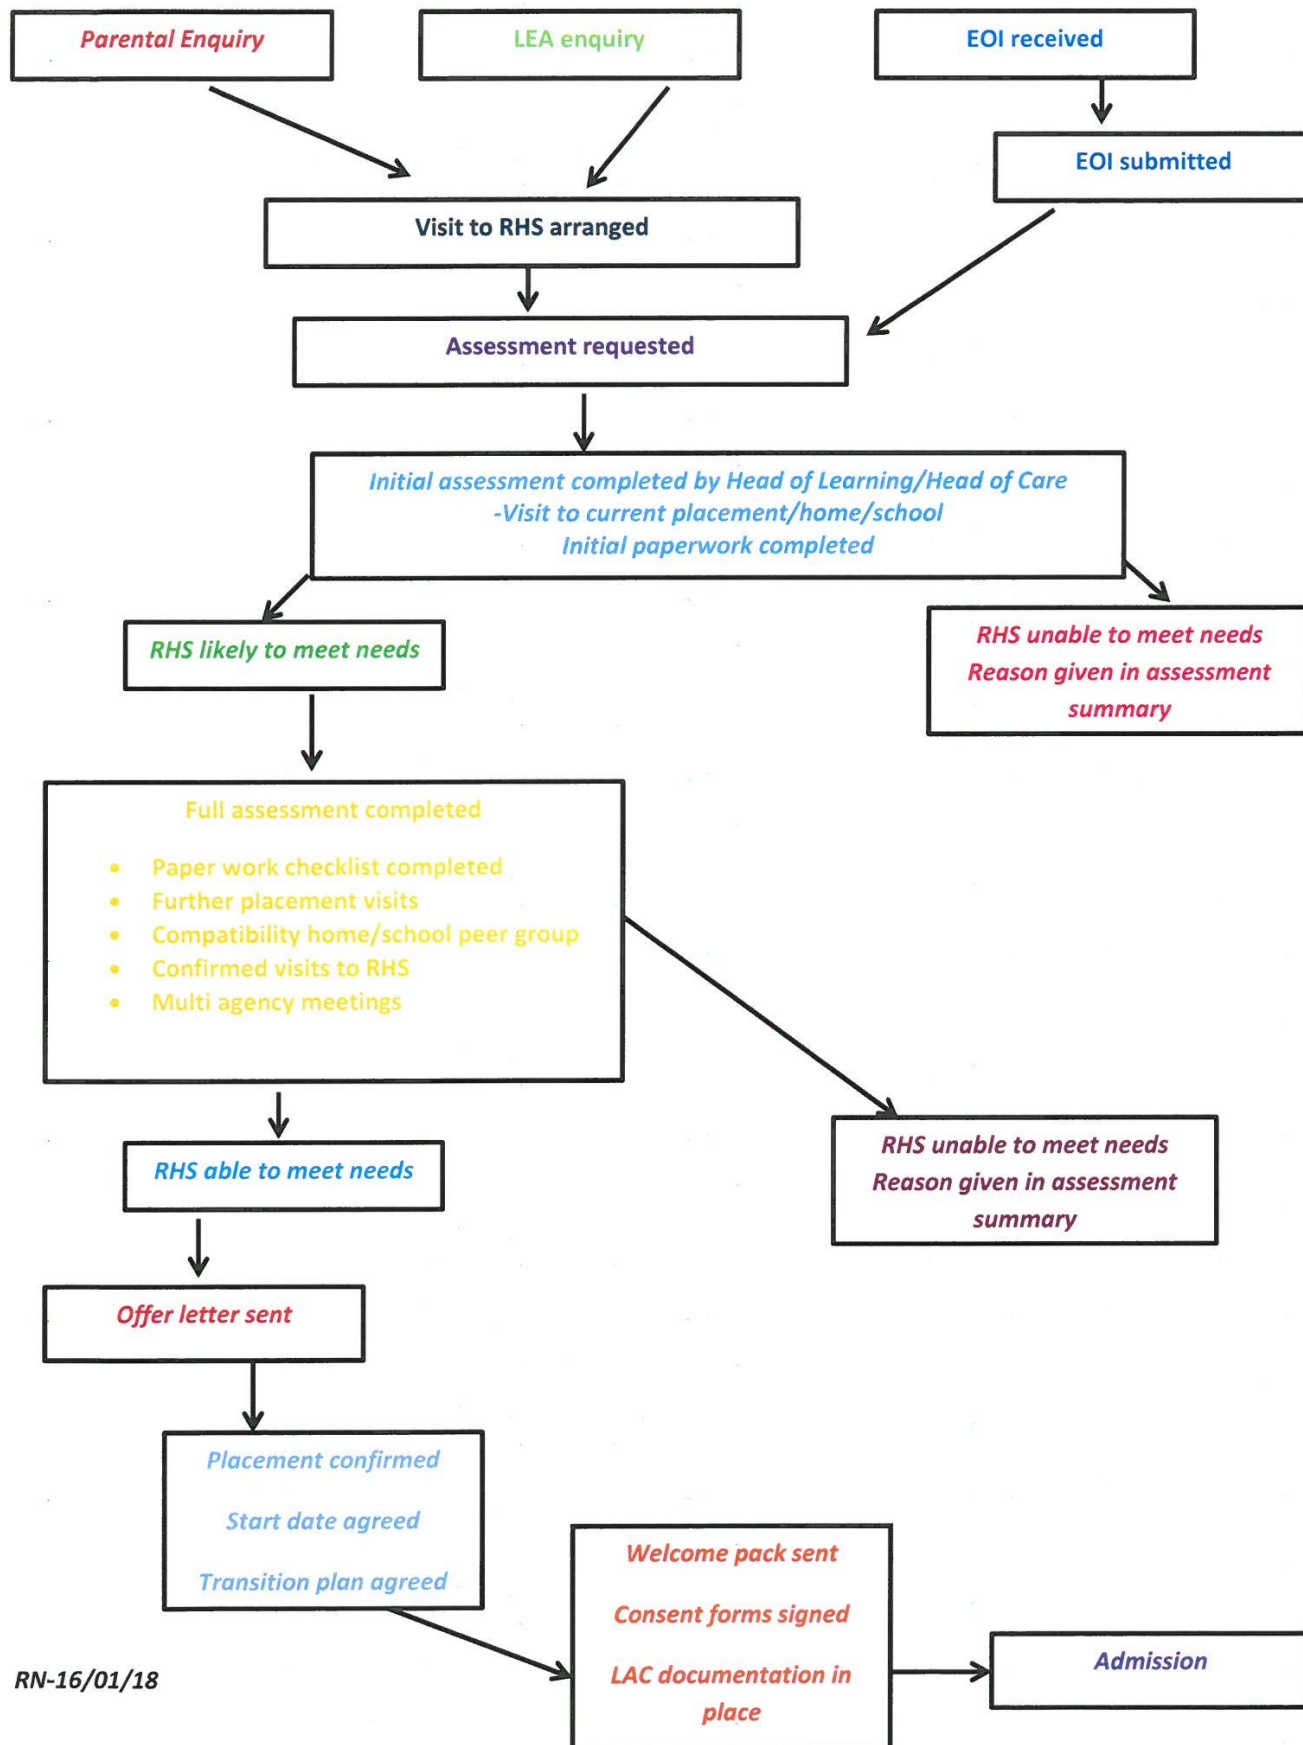 Parental Enquiry
LEA enquiry
EOI received
EOI submitted
Visit to RHS arranged
Assessment requested
Initial assessment completed by Head of Learning/Head of Care
-Visit to current placement/home/school
Initial paperwork completed
RHS likely to meet needs
RHS unable to meet needs
Reason given in assessment
summary
Full assessment completed
• Paper work checklist completed
• Further placement visits
• Compatibility home/school peer group
• Confirmed visits to RHS
• Multi agency meetings
RHS able to meet needs
RHS unable to meet needs
Reason given in assessment
summary
Offer letter sent
Placement confirmed
Start date agreed
Transition plan agreed
Welcome pack sent
Consent forms signed
LAC documentation in
place
Admission
RN-16/01/18